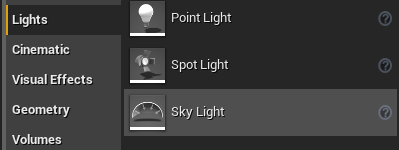 Lights
Cinematic
Visual Effects
Geometry
Volumes
Point Light
Spot Light
Sky Light